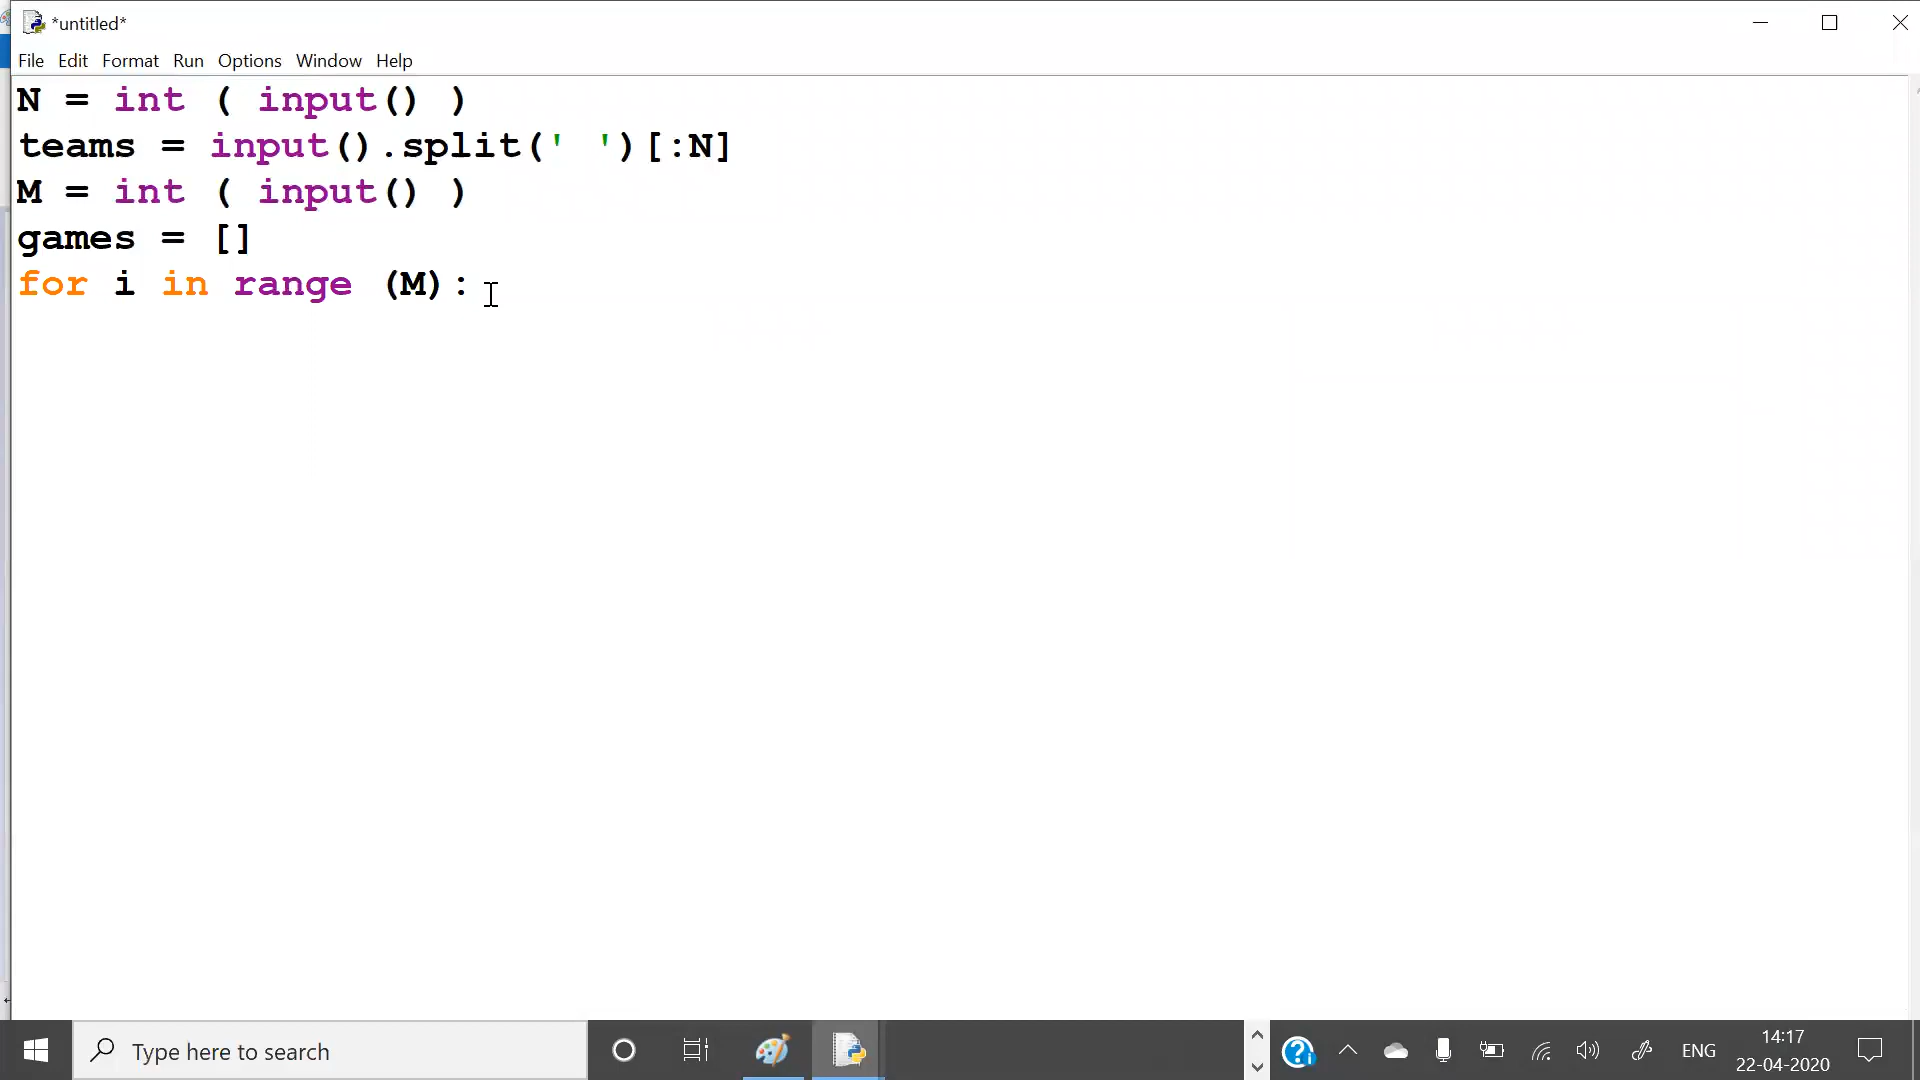 *untitled*
File Edit Format Run Options Window Help
N = int ( input() )
teams = input().split(' ')[:N]
M = int ( input() )
games = []
for i in range (M):
Type here to search
ENG
14:17
22-04-2020